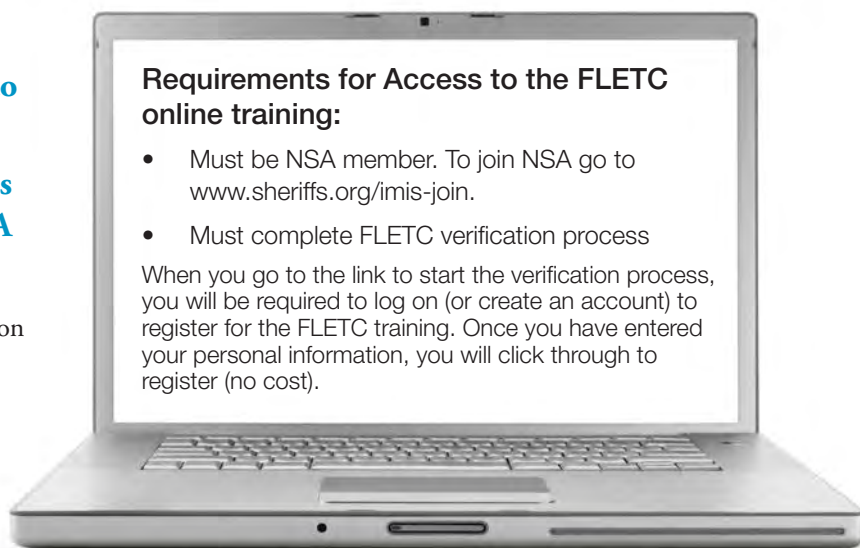 o
s
A
on
Requirements for Access to the FLETC
online training:
• Must be NSA member. To join NSA go to
www.sheriffs.org/imis-join.
• Must complete FLETC verification process
When you go to the link to start the verification process,
you will be required to log on (or create an account) to
register for the FLETC training. Once you have entered
your personal information, you will click through to
register (no cost).